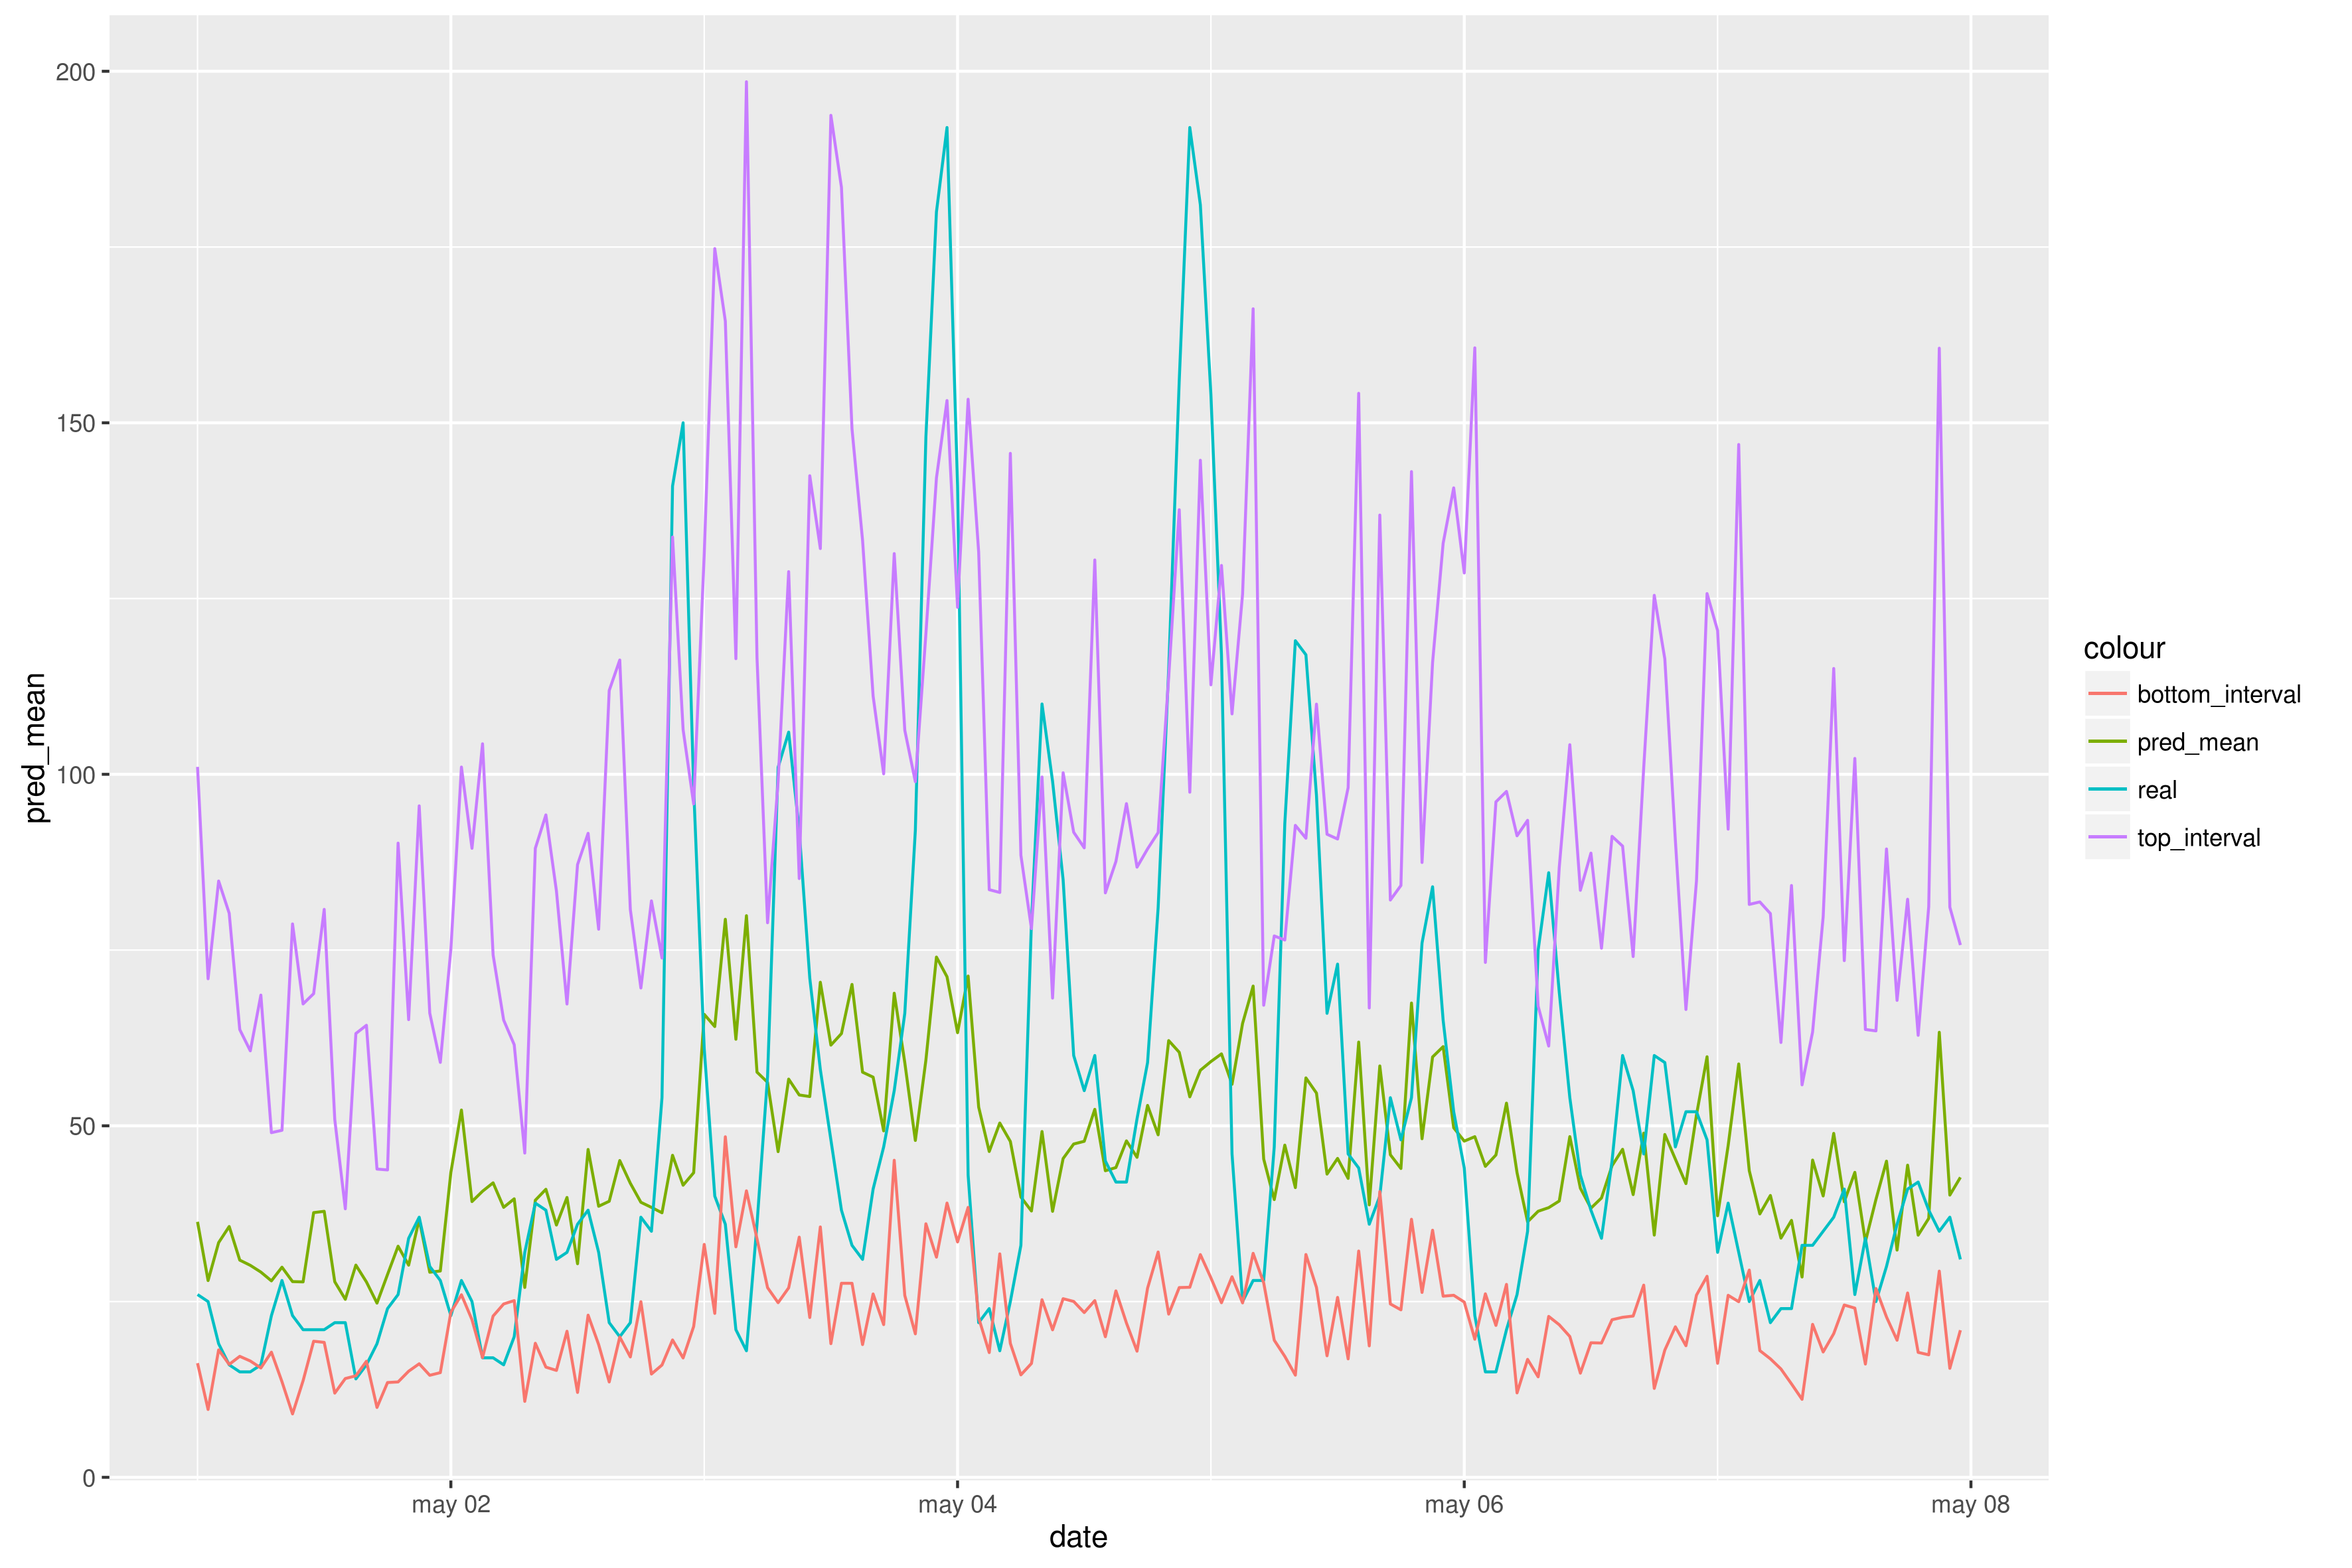 200
150
100
50
0
pred_mean
may 02
may 04
may 06
may 08
date
colour
bottom_interval
pred_mean
real
top_interval